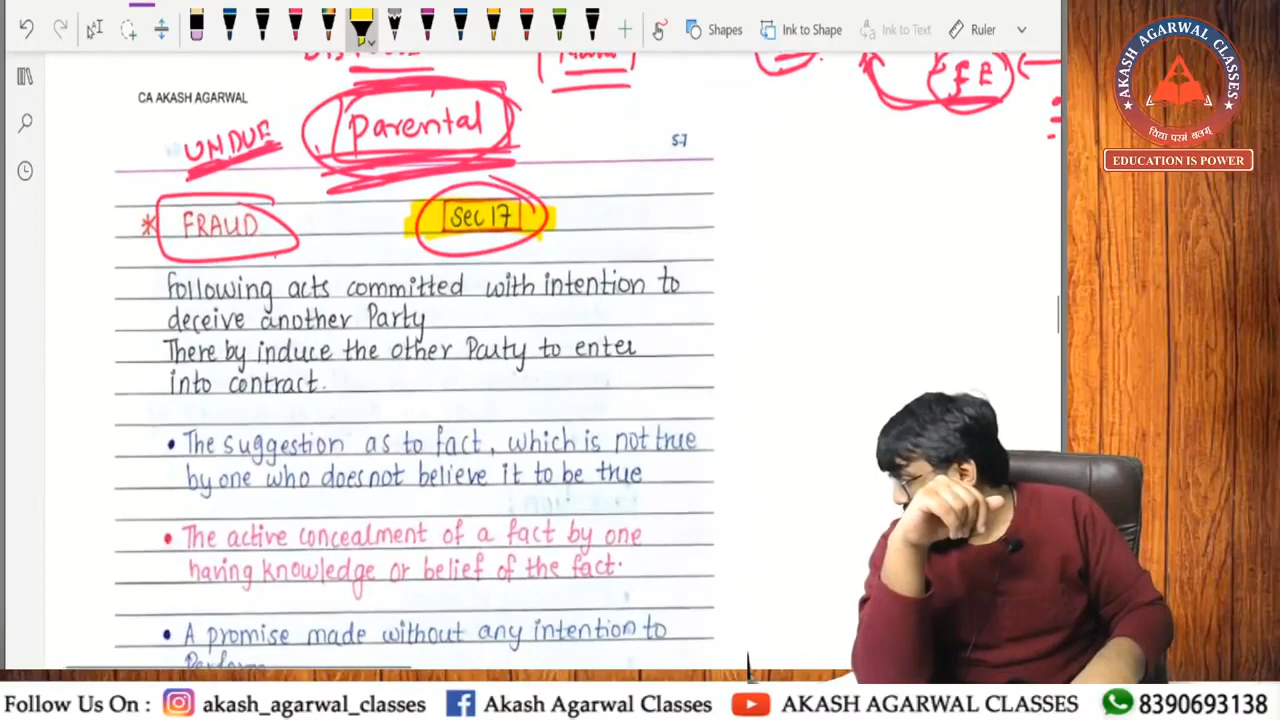 Shapes
Ink to Shape
Ink to Text
Ruler
CA AKASH AGARWAL
UNDUE
Parental
57
* FRAUD
Sec 17
Following acts committed with intention to
deceive another Party
There by induce the other Party to enter
into contract.
• The suggestion as to fact, which is not true
by one who doesnot believe it to be true
• The active concealment of a fact by one
having knowledge or belief of the fact.
• A promise made without any intention to
AKASH AGARWAL CLASSES
विद्या परमं बलम्
EDUCATION IS POWER
Follow Us On : akash_agarwal_classes Akash Agarwal Classes AKASH AGARWAL CLASSES 8390693138